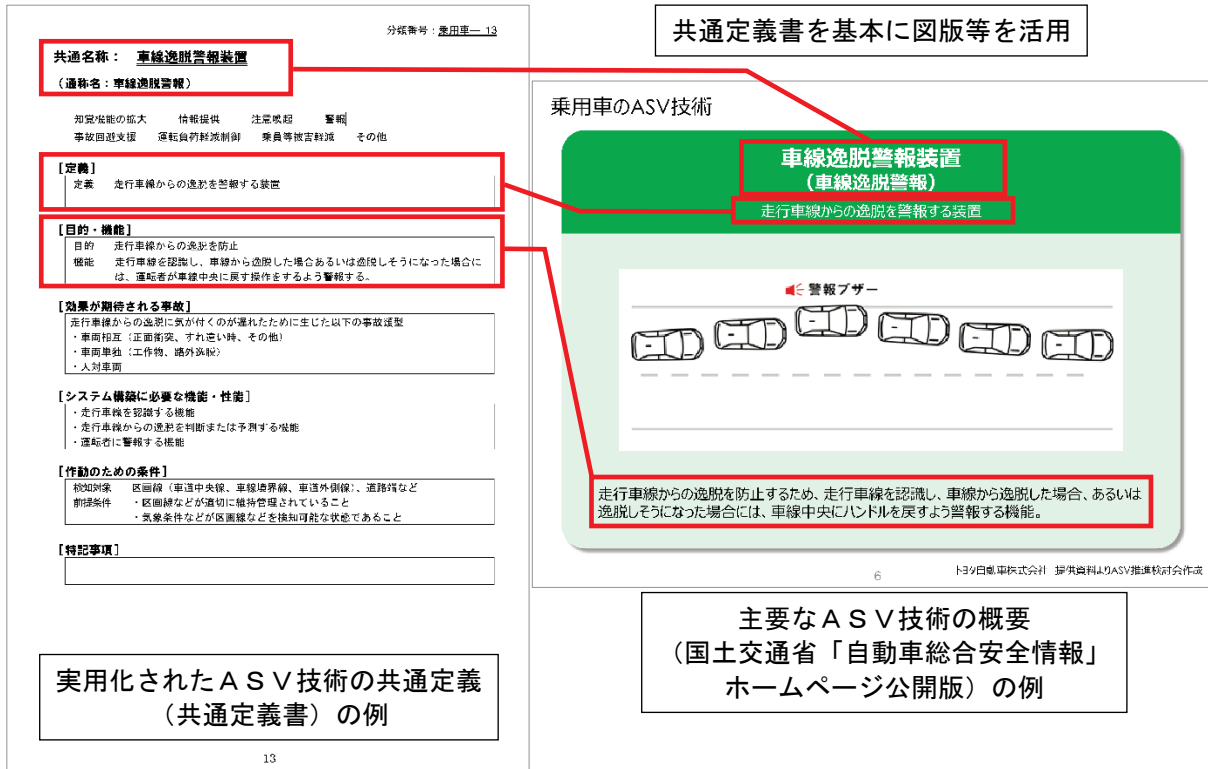 分類番号：乗用車― 13
共通名称： 車線逸脱警報装置
（通称名：車線逸脱警報）
知覚機能の拡大 情報提供 注意喚起 警報
事故回避支援 運転負荷軽減制御 乗員等被害軽減 その他
［定義］
定義 走行車線からの逸脱を警報する装置
［目的・機能］
目的 走行車線からの逸脱を防止
機能 走行車線を認識し、車線から逸脱した場合あるいは逸脱しそうになった場合に
は、運転者が車線中央に戻す操作をするよう警報する。
［効果が期待される事故］
走行車線からの逸脱に気が付くのが遅れたために生じた以下の事故類型
・車両相互（正面衝突、すれ違い時、その他）
・車両単独（工作物、路外逸脱）
・人対車両
［システム構築に必要な機能・性能］
・走行車線を認識する機能
・走行車線からの逸脱を判断または予測する機能
・運転者に警報する機能
［作動のための条件］
検知対象 区画線（車道中央線、車線境界線、車道外側線）、道路端など
前提条件 ・区画線などが適切に維持管理されていること
・気象条件などが区画線などを検知可能な状態であること
［特記事項］
実用化されたＡＳＶ技術の共通定義
（共通定義書）の例
13
共通定義書を基本に図版等を活用
乗用車のASV技術
車線逸脱警報装置
（車線逸脱警報）
走行車線からの逸脱を警報する装置
警報ブザー
走行車線からの逸脱を防止するため、走行車線を認識し、車線から逸脱した場合、あるいは
逸脱しそうになった場合には、車線中央にハンドルを戻すよう警報する機能。
6
トヨタ自動車株式会社 提供資料よりASV推進検討会作成
主要なＡＳＶ技術の概要
（国土交通省「自動車総合安全情報」
ホームページ公開版）の例